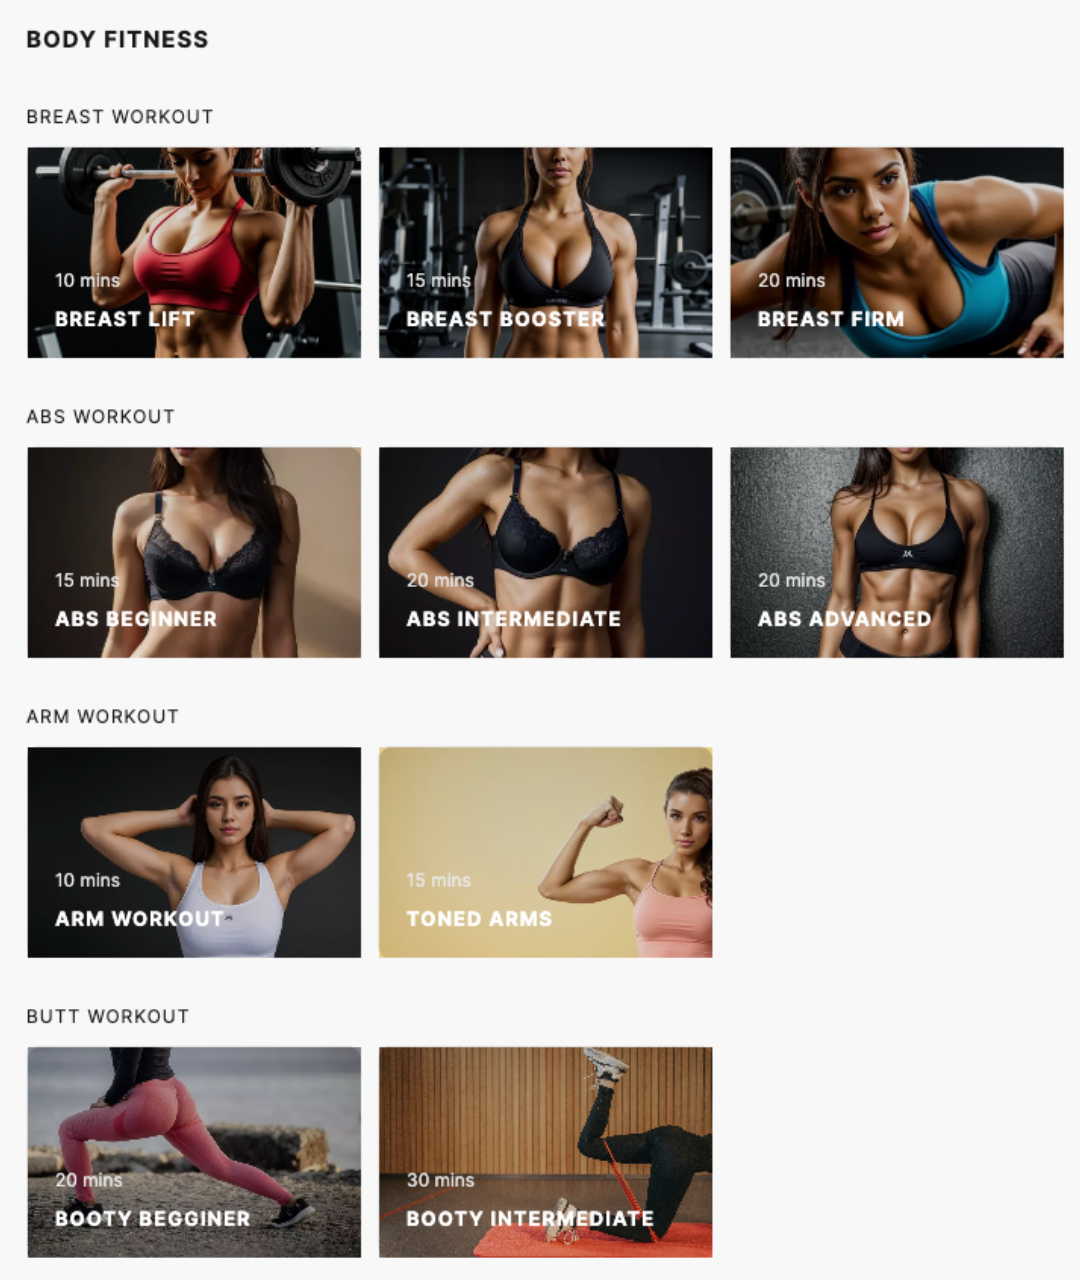 BODY FITNESS
BREAST WORKOUT
10 mins
BREAST LIFT
15 mins
BREAST BOOSTER
20 mins
BREAST FIRM
ABS WORKOUT
15 mins
ABS BEGINNER
20 mins
ABS INTERMEDIATE
20 mins
ABS ADVANCED
ARM WORKOUT
10 mins
ARM WORKOUT
15 mins
TONED ARMS
BUTT WORKOUT
20 mins
BOOTY BEGGINER
30 mins
BOOTY INTERMEDIATE